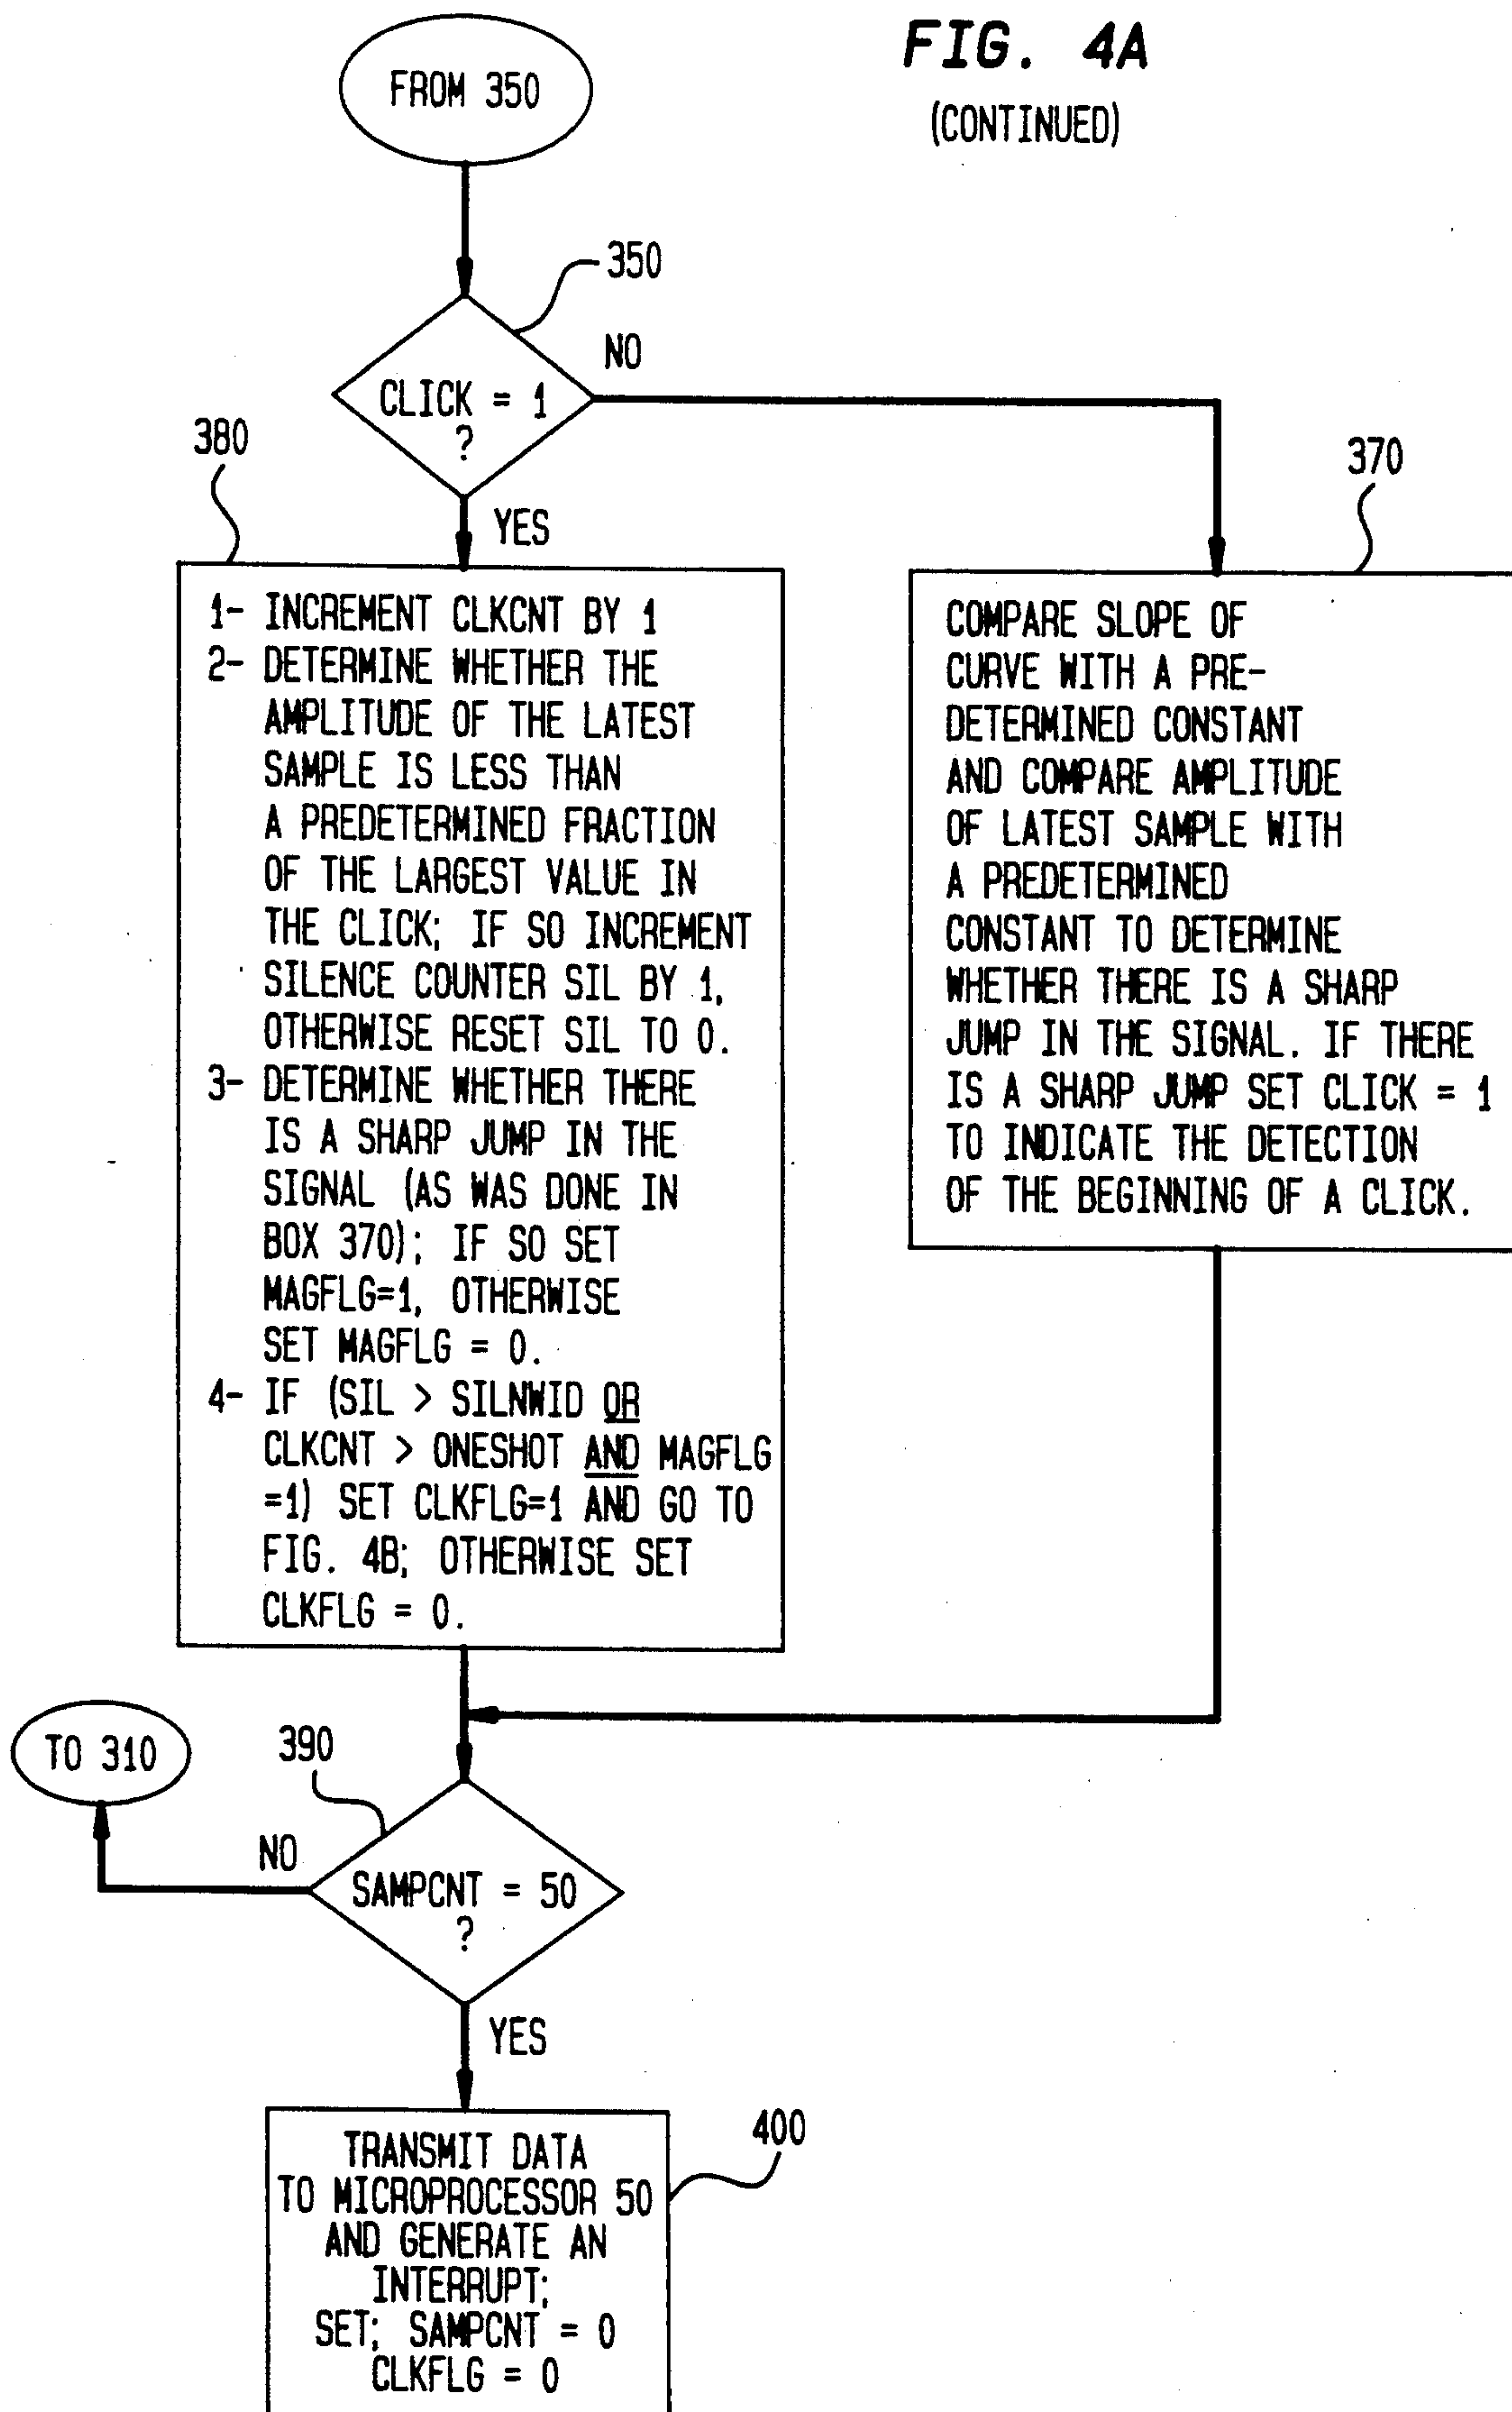 FIG. 4A
(CONTINUED)
FROM 350
350
CLICK = 1
?
NO
YES
380
1- INCREMENT CLKCNT BY 1
2- DETERMINE WHETHER THE
AMPLITUDE OF THE LATEST
SAMPLE IS LESS THAN
A PREDETERMINED FRACTION
OF THE LARGEST VALUE IN
THE CLICK; IF SO INCREMENT
SILENCE COUNTER SIL BY 1,
OTHERWISE RESET SIL TO 0.
3- DETERMINE WHETHER THERE
IS A SHARP JUMP IN THE
SIGNAL (AS WAS DONE IN
BOX 370); IF SO SET
MAGFLG=1, OTHERWISE
SET MAGFLG = 0.
4- IF (SIL > SILNWID OR
CLKCNT > ONESHOT AND MAGFLG
=1) SET CLKFLG=1 AND GO TO
FIG. 4B; OTHERWISE SET
CLKFLG = 0.
370
COMPARE SLOPE OF
CURVE WITH A PRE-
DETERMINED CONSTANT
AND COMPARE AMPLITUDE
OF LATEST SAMPLE WITH
A PREDETERMINED
CONSTANT TO DETERMINE
WHETHER THERE IS A SHARP
JUMP IN THE SIGNAL. IF THERE
IS A SHARP JUMP SET CLICK = 1
TO INDICATE THE DETECTION
OF THE BEGINNING OF A CLICK.
TO 310
390
NO
SAMPCNT = 50
?
YES
400
TRANSMIT DATA
TO MICROPROCESSOR 50
AND GENERATE AN
INTERRUPT;
SET; SAMPCNT = 0
CLKFLG = 0